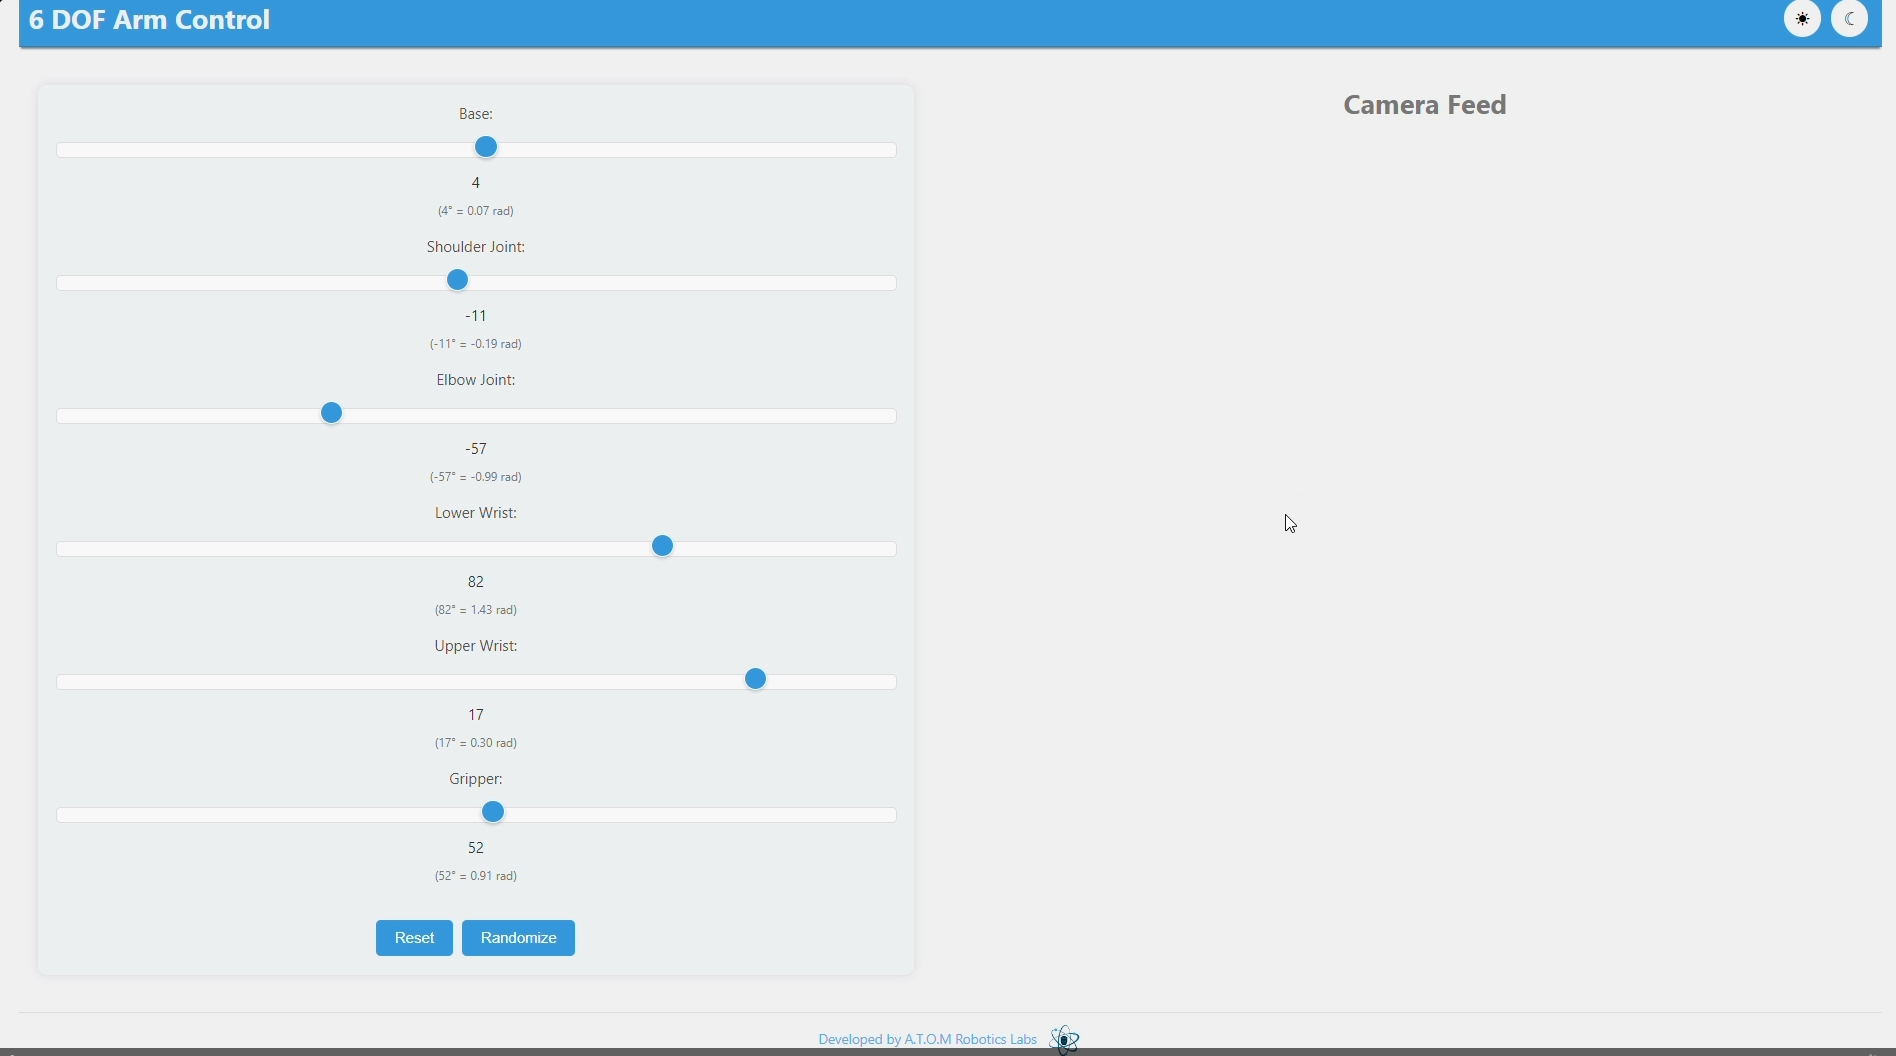 6 DOF Arm Control
Camera Feed
Base:
4
(4° = 0.07 rad)
Shoulder Joint:
-11
(-11° = -0.19 rad)
Elbow Joint:
-57
(-57° = -0.99 rad)
Lower Wrist:
82
(82° = 1.43 rad)
Upper Wrist:
17
(17° = 0.30 rad)
Gripper:
52
(52° = 0.91 rad)
Reset Randomize
Developed by A.T.O.M Robotics Labs